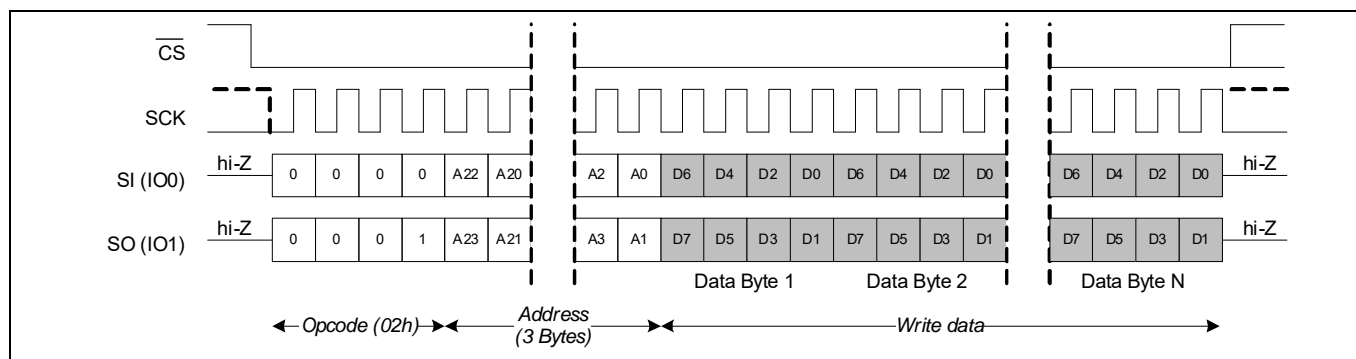 CS
SCK
hi-Z 0 0 0 0 A22 A20 A2 A0 D6 D4 D2 D0 D6 D4 D2 D0 D6 D4 D2 D0 hi-Z
SI (IO0)
hi-Z 0 0 0 1 A23 A21 A3 A1 D7 D5 D3 D1 D7 D5 D3 D1 D7 D5 D3 D1 hi-Z
SO (IO1)
Data Byte 1 Data Byte 2 Data Byte N
Opcode (02h) Address Write data
(3 Bytes)